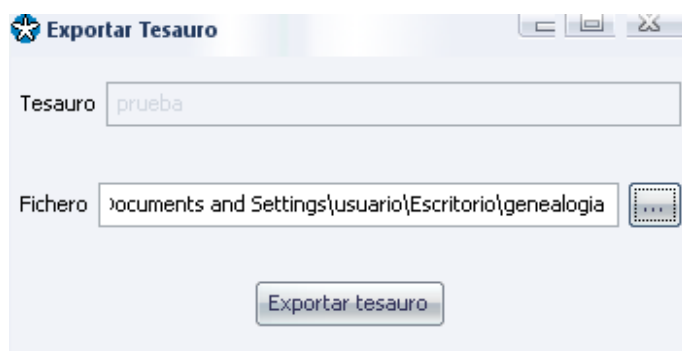 Exportar Tesauro
Tesauro prueba
Fichero ocuments and Settings\usuario\Escritorio\genealogia ...
Exportar tesauro